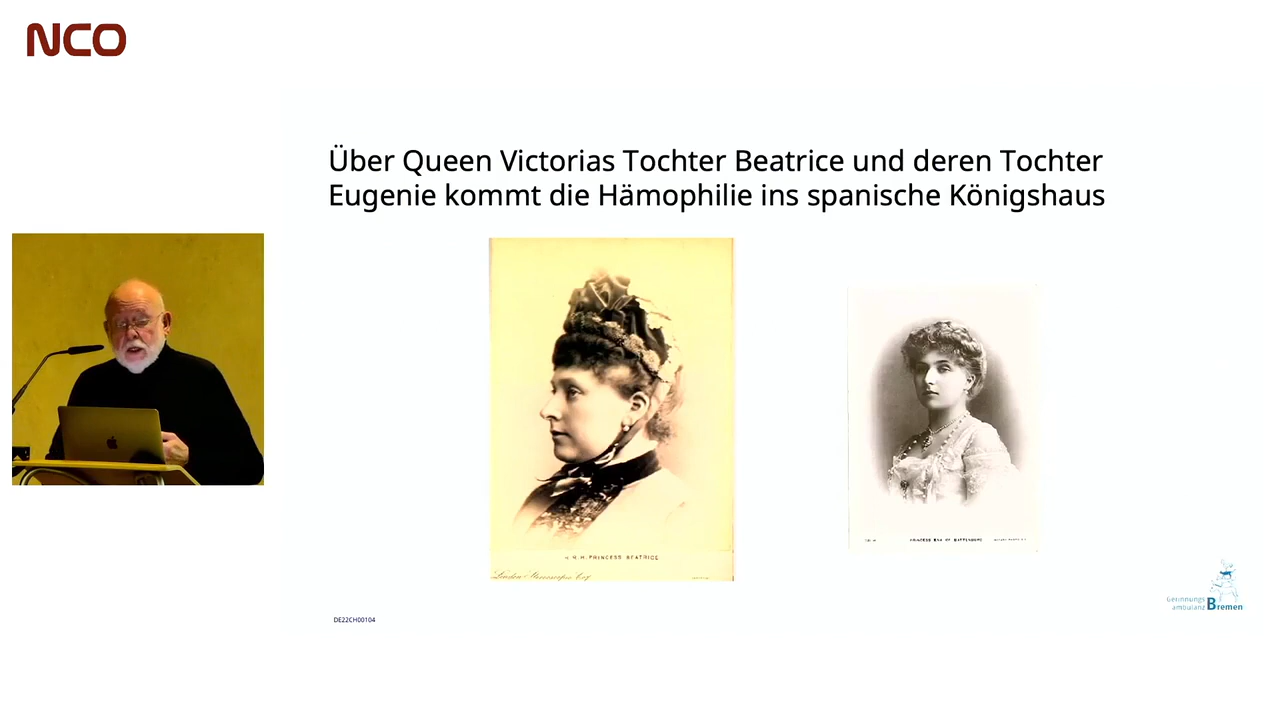 NCO
Über Queen Victorias Tochter Beatrice und deren Tochter
Eugenie kommt die Hämophilie ins spanische Königshaus
H.R.H. PRINCESS BEATRICE
London Stereoscopic Coy
PRINCESS ENA OF BATTENBERG
DE22CH00104
Gerinnungs
ambulanz Bremen